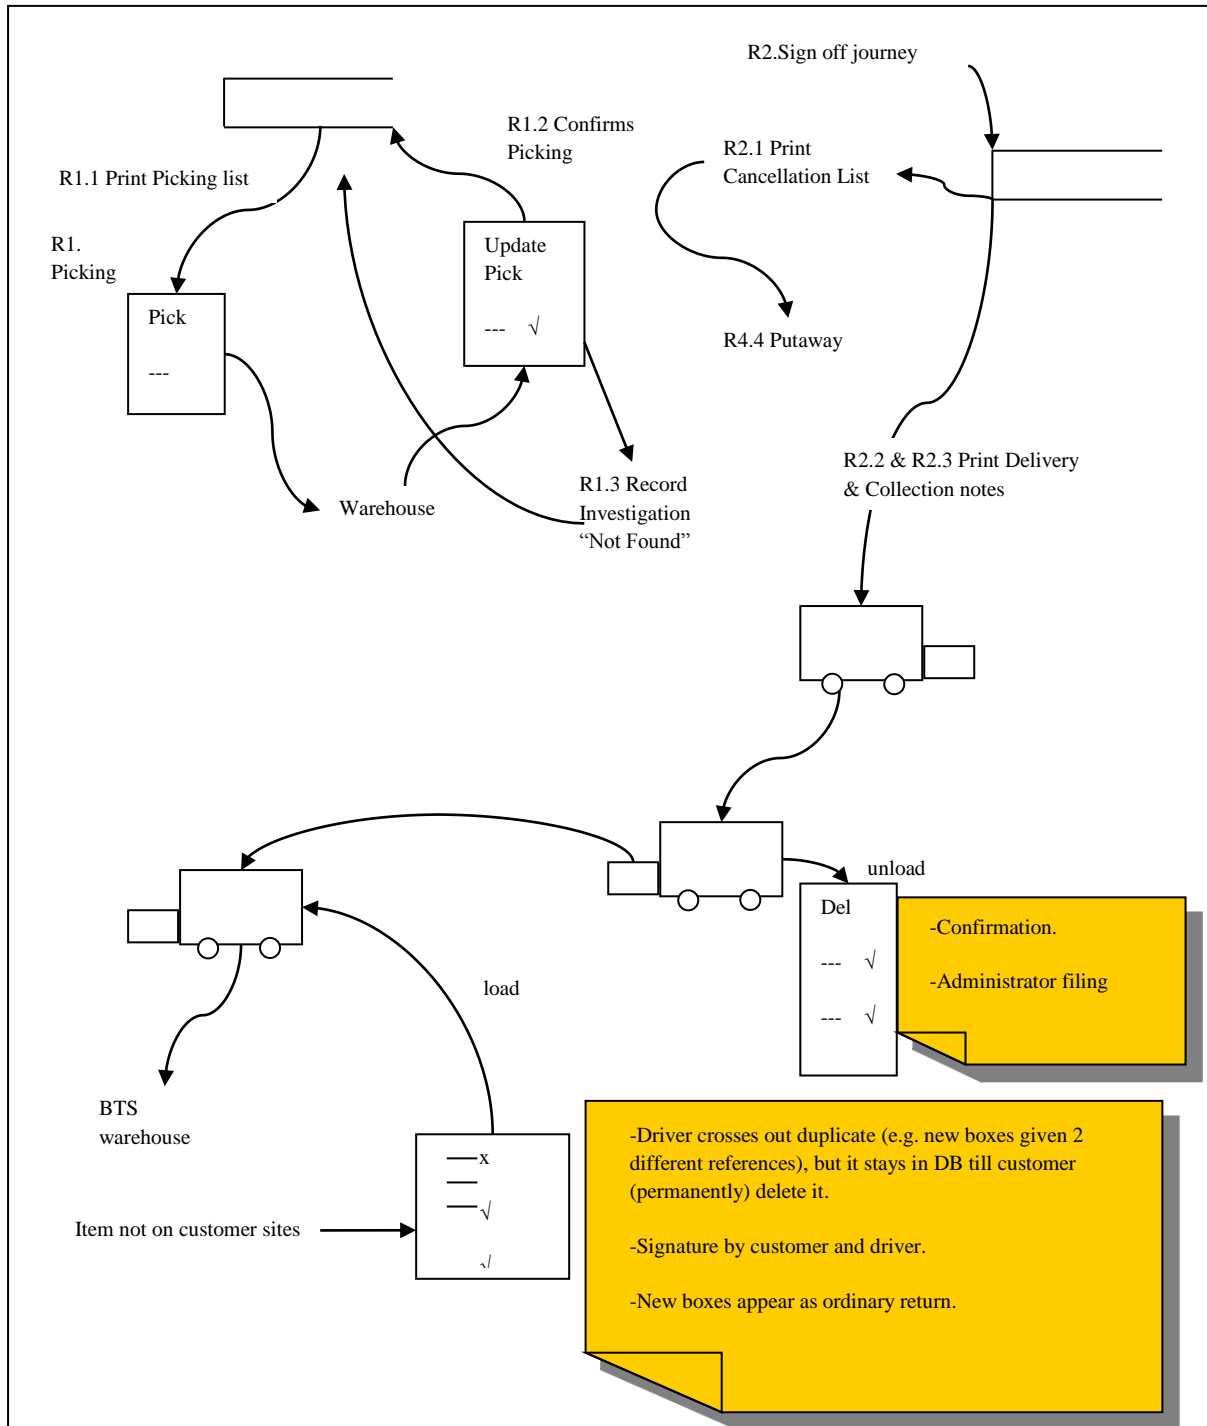 R2.Sign off journey
R1.2 Confirms
Picking
R2.1 Print
Cancellation List
R1.1 Print Picking list
R1.
Picking
Update
Pick
--- √
Pick
---
R4.4 Putaway
R2.2 & R2.3 Print Delivery
& Collection notes
R1.3 Record
Investigation
“Not Found”
Warehouse
unload
Del
--- √
--- √
-Confirmation.
-Administrator filing
load
BTS
warehouse
x
√
√
Item not on customer sites
-Driver crosses out duplicate (e.g. new boxes given 2
different references), but it stays in DB till customer
(permanently) delete it.
-Signature by customer and driver.
-New boxes appear as ordinary return.